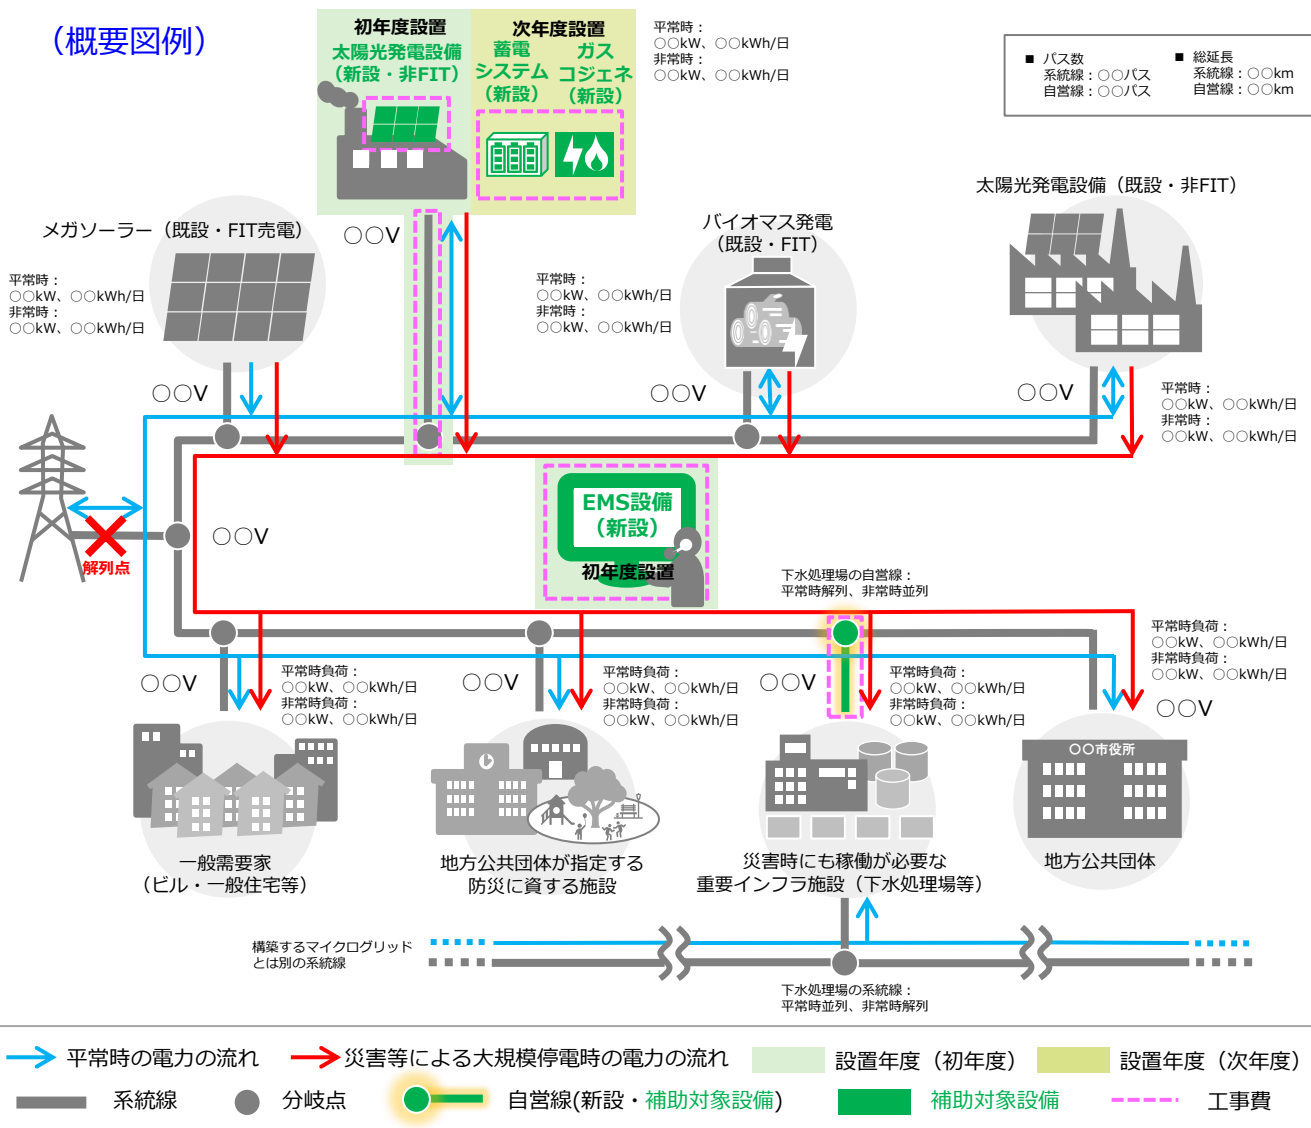 （概要図例）
初年度設置
太陽光発電設備
（新設・非FIT）
次年度設置
蓄電
システム
（新設）
ガス
コジェネ
（新設）
平常時：
○○kW、○○kWh/日
非常時：
○○kW、○○kWh/日
■ バス数
系統線：○○バス
自営線：○○バス
■ 総延長
系統線：○○km
自営線：○○km
メガソーラー（既設・FIT売電）
平常時：
○○kW、○○kWh/日
非常時：
○○kW、○○kWh/日
○○V
○○V
バイオマス発電
（既設・FIT）
平常時：
○○kW、○○kWh/日
非常時：
○○kW、○○kWh/日
○○V
太陽光発電設備（既設・非FIT）
○○V
平常時：
○○kW、○○kWh/日
非常時：
○○kW、○○kWh/日
解列点
○○V
EMS設備
（新設）
初年度設置
下水処理場の自営線：
平常時解列、非常時並列
○○V
平常時負荷：
○○kW、○○kWh/日
非常時負荷：
○○kW、○○kWh/日
○○V
平常時負荷：
○○kW、○○kWh/日
非常時負荷：
○○kW、○○kWh/日
○○V
平常時負荷：
○○kW、○○kWh/日
非常時負荷：
○○kW、○○kWh/日
平常時負荷：
○○kW、○○kWh/日
非常時負荷：
○○kW、○○kWh/日
○○V
○○市役所
一般需要家
（ビル・一般住宅等）
地方公共団体が指定する
防災に資する施設
災害時にも稼働が必要な
重要インフラ施設（下水処理場等）
地方公共団体
構築するマイクログリッド
とは別の系統線
下水処理場の系統線：
平常時並列、非常時解列
平常時の電力の流れ
災害等による大規模停電時の電力の流れ
設置年度（初年度）
設置年度（次年度）
系統線
分岐点
自営線(新設・補助対象設備)
補助対象設備
工事費